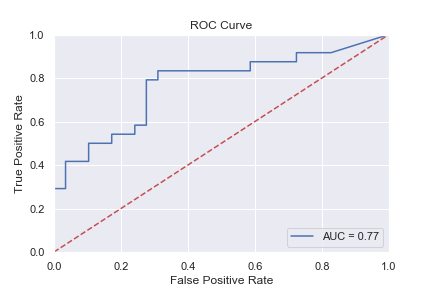 ROC Curve
True Positive Rate
1.0
0.8
0.6
0.4
0.2
0.0
AUC = 0.77
0.0 0.2 0.4 0.6 0.8 1.0
False Positive Rate